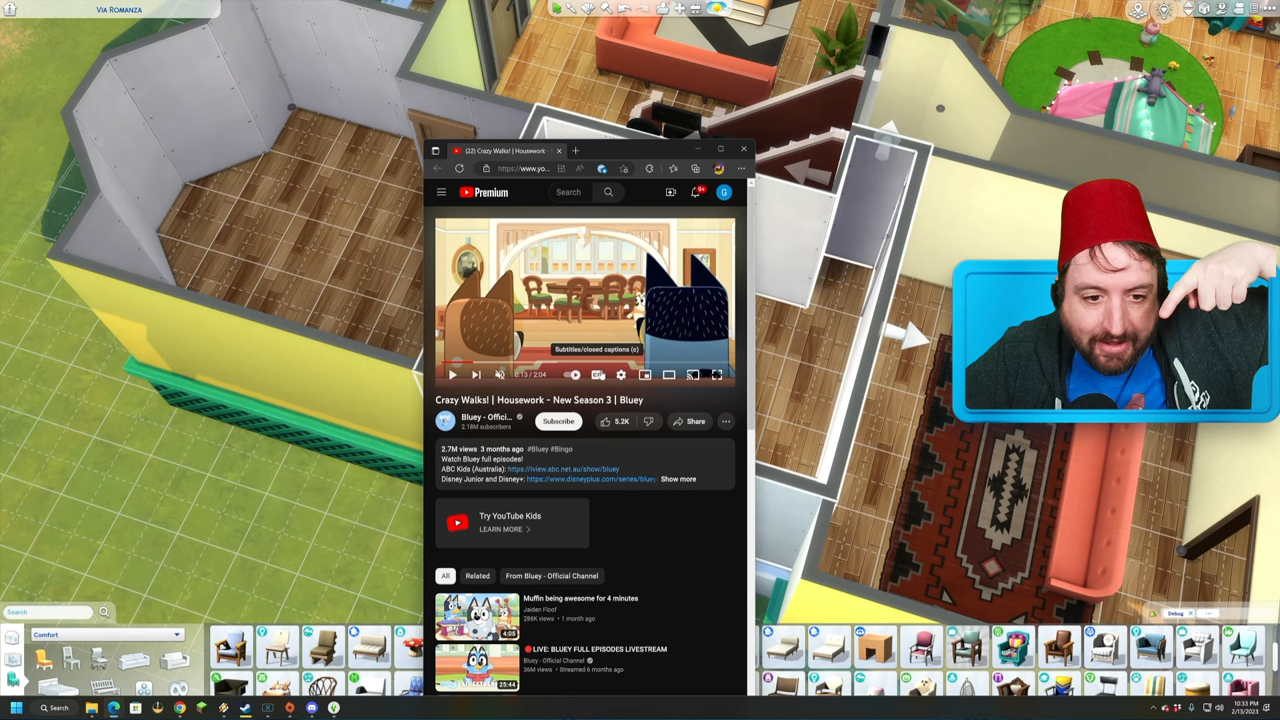 VIA ROMANZA
(22) Crazy Walks! | Housework -
https://www.yo...
Premium
Search
9+
G
Subtitles/closed captions (c)
0:13 / 2:04
Crazy Walks! | Housework - New Season 3 | Bluey
Bluey - Offici...
2.18M subscribers
Subscribe
5.2K
Share
2.7M views 3 months ago #Bluey #Bingo
Watch Bluey full episodes!
ABC Kids (Australia): https://iview.abc.net.au/show/bluey
Disney Junior and Disney+: https://www.disneyplus.com/series/bluey
Show more
Try YouTube Kids
LEARN MORE
All
Related
From Bluey - Official Channel
Muffin being awesome for 4 minutes
Jaiden Floof
286K views • 1 month ago
4:05
LIVE: BLUEY FULL EPISODES LIVESTREAM
Bluey - Official Channel
36M views • Streamed 6 months ago
25:44
Search
Comfort
Debug
Search
10:33 PM
2/13/2023